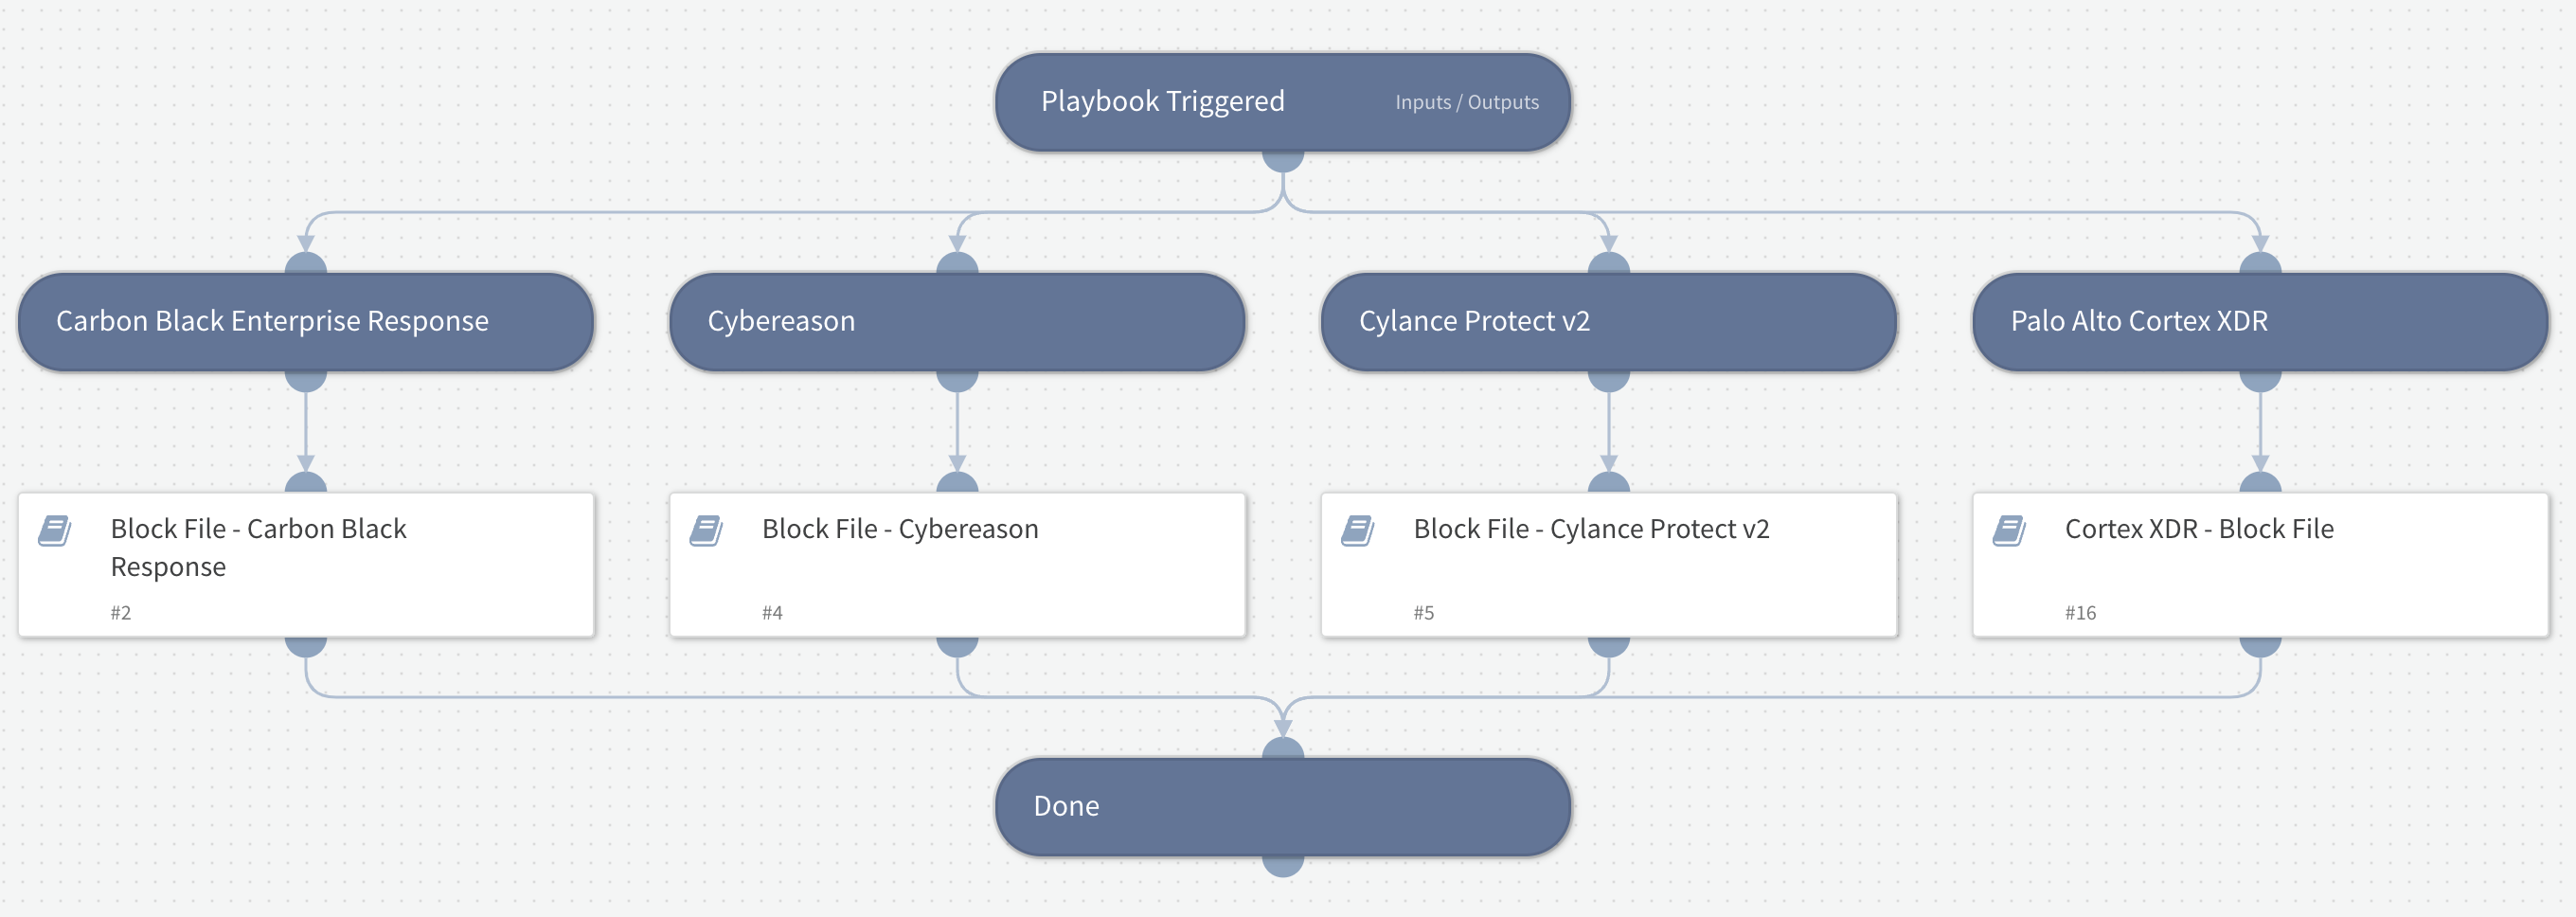 Playbook Triggered
Inputs / Outputs
Carbon Black Enterprise Response
Cybereason
Cylance Protect v2
Palo Alto Cortex XDR
Block File - Carbon Black
Response
#2
Block File - Cybereason
#4
Block File - Cylance Protect v2
#5
Cortex XDR - Block File
#16
Done